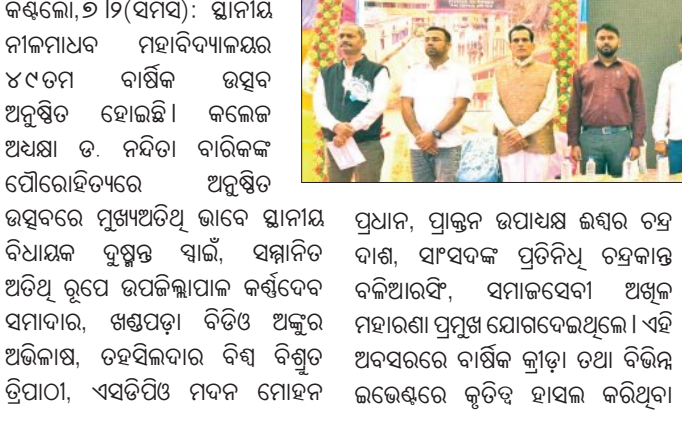 କଣ୍ଟିଲୋ,୭ ।୨(ସମିସ): ସ୍ଥାନୀୟ
ନୀଳମାଧବ ମହାବିଦ୍ୟାଳୟର
୪୯ତମ ବାର୍ଷିକ ଉତ୍ସବ
ଅନୁଷ୍ଠିତ ହୋଇଛି। କଲେଜ
ଅଧ୍ୟକ୍ଷା ଡ. ନନ୍ଦିତା ବାରିକଙ୍କ
ପୌରୋହିତ୍ୟରେ ଅନୁଷ୍ଠିତ
ଉତ୍ସବରେ ମୁଖ୍ୟଅତିଥି ଭାବେ ସ୍ଥାନୀୟ
ବିଧାୟକ ଦୁଷ୍ମନ୍ତ ସ୍ୱାଇଁ, ସମ୍ମାନିତ
ଅତିଥି ରୂପେ ଉପଜିଲ୍ଲାପାଳ କର୍ଣ୍ଣଦେବ
ସମାଦାର, ଖଣ୍ଡପଡ଼ା ବିଡିଓ ଅଙ୍କୁର
ଅଭିଳାଷ, ତହସିଲଦାର ବିଶ୍ୱ ବିଶ୍ରୁତ
ତ୍ରିପାଠୀ, ଏସଡିପିଓ ମଦନ ମୋହନ
ପ୍ରଧାନ, ପ୍ରାକ୍ତନ ଉପାଧ୍ୟକ୍ଷ ଈଶ୍ୱର ଚନ୍ଦ୍ର
ଦାଶ, ସାଂସଦଙ୍କ ପ୍ରତିନିଧି ଚନ୍ଦ୍ରକାନ୍ତ
ବଳିଆରସିଂ, ସମାଜସେବୀ ଅଖିଳ
ମହାରଣା ପ୍ରମୁଖ ଯୋଗଦେଇଥିଲେ। ଏହି
ଅବସରରେ ବାର୍ଷିକ କ୍ରୀଡ଼ା ତଥା ବିଭିନ୍ନ
ଇଭେଣ୍ଟରେ କୃତିତ୍ୱ ହାସଲ କରିଥିବା